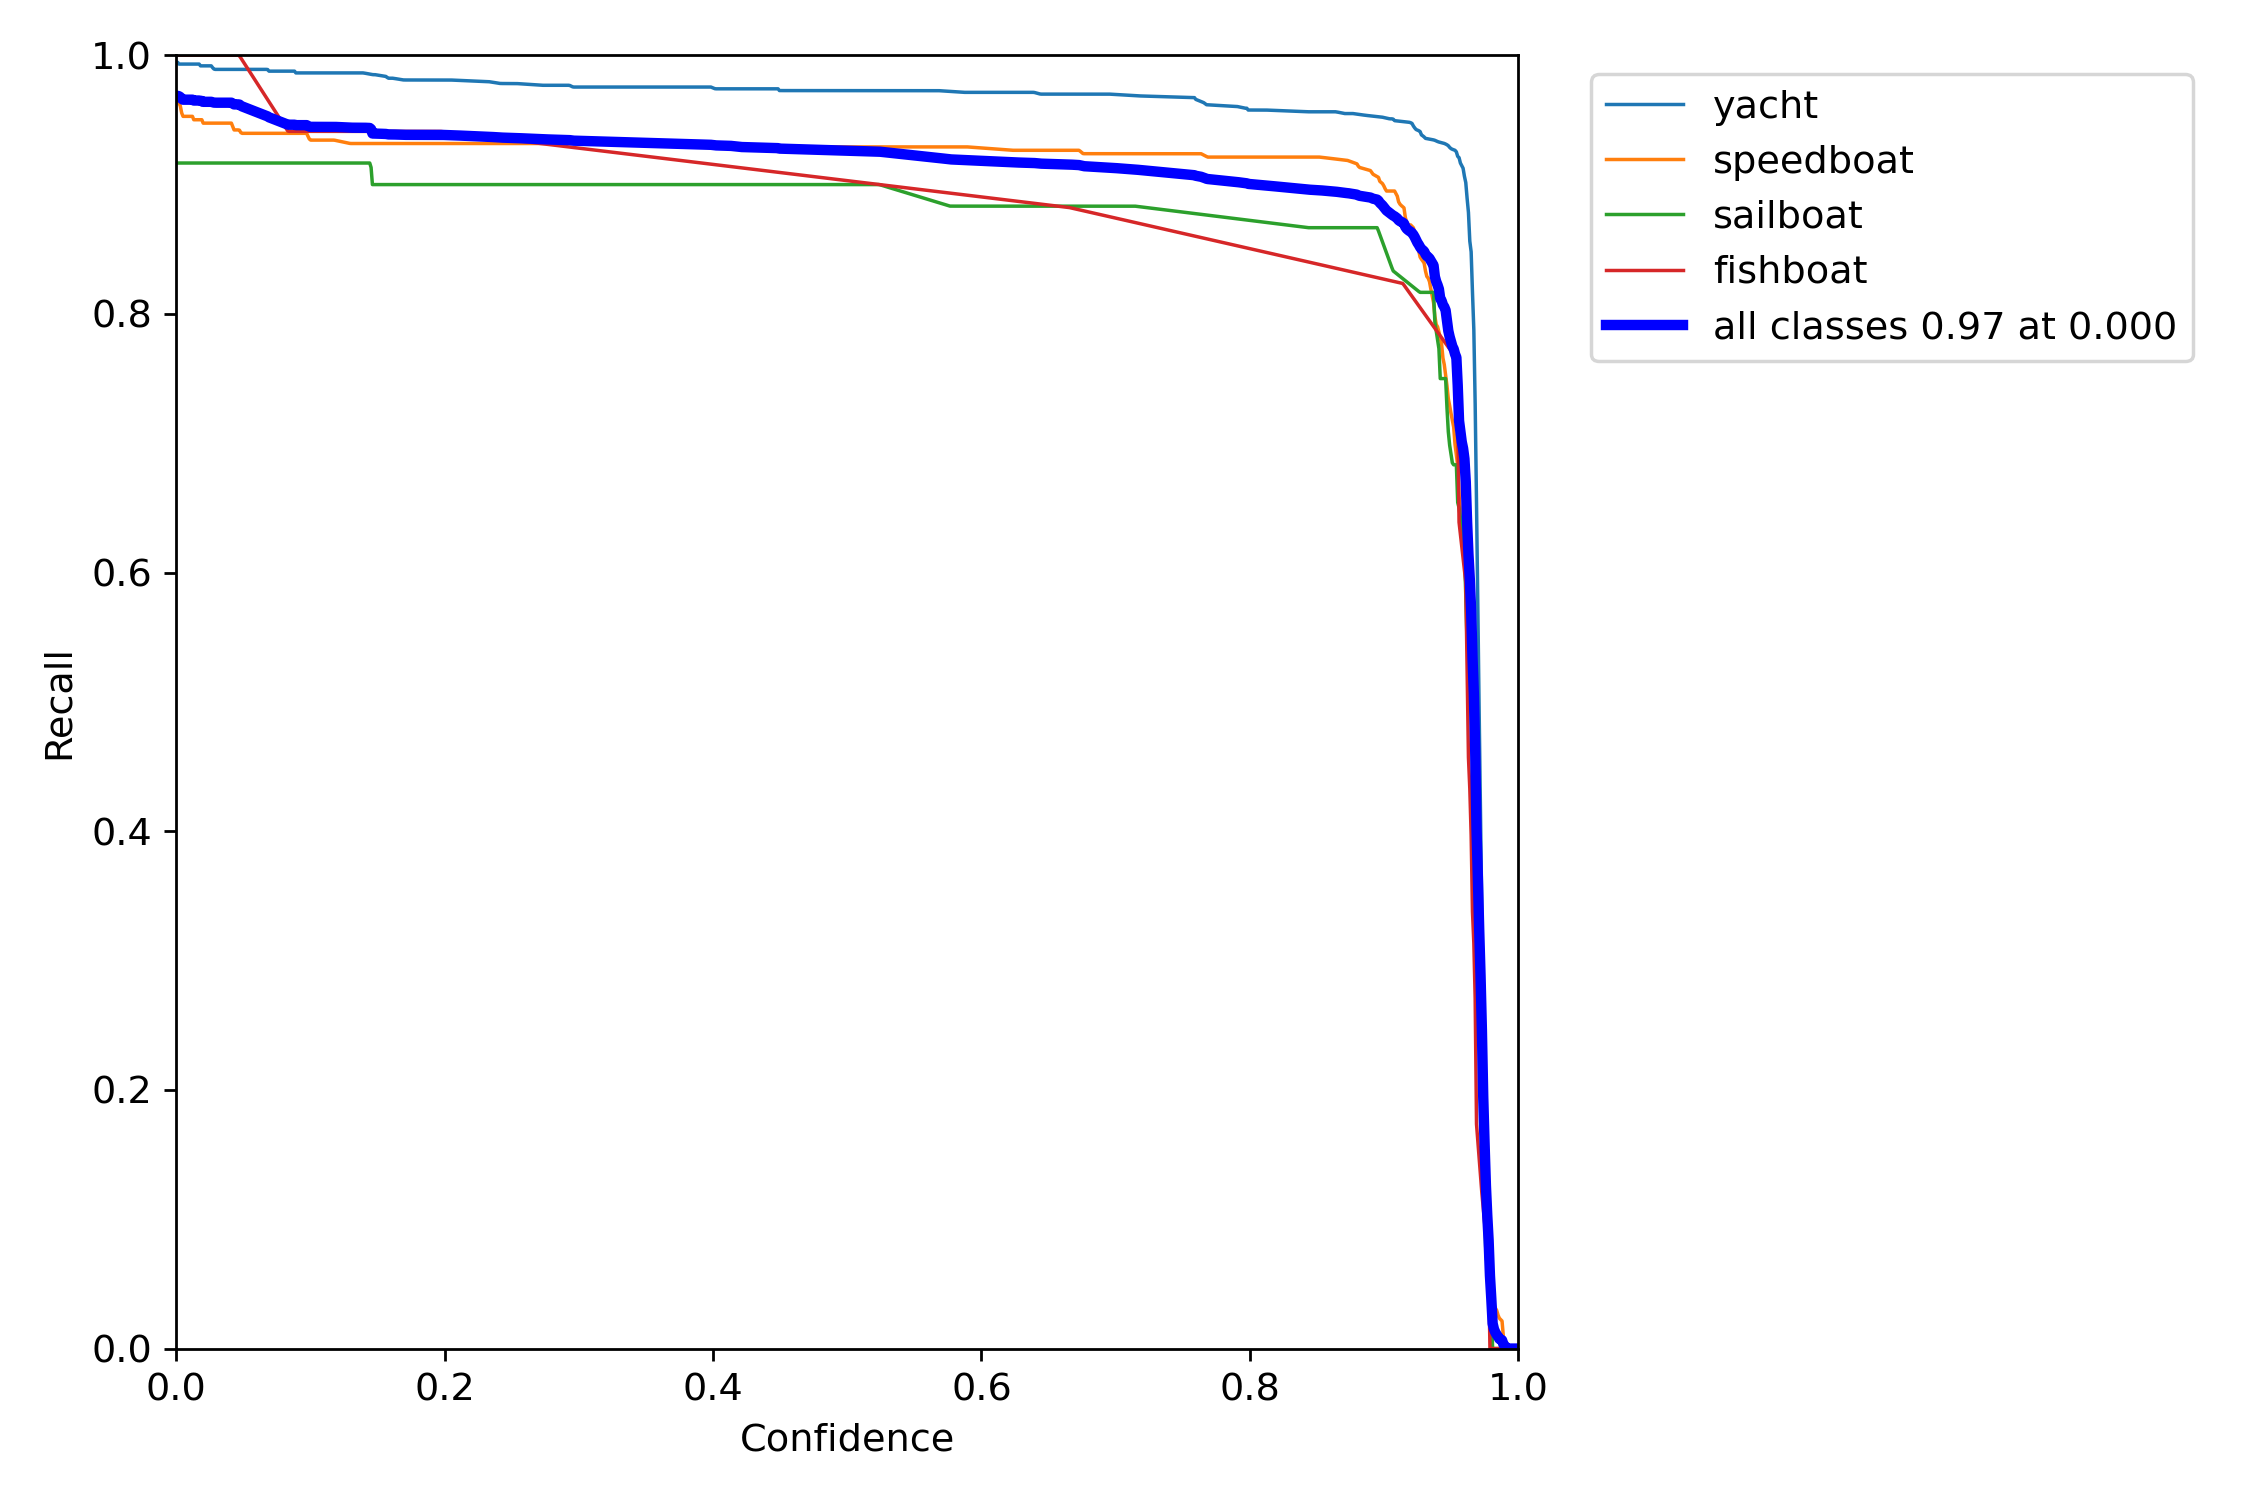 1.0
0.8
0.6
0.4
0.2
0.0
0.0 0.2 0.4 0.6 0.8 1.0
Recall
Confidence
yacht
speedboat
sailboat
fishboat
all classes 0.97 at 0.000